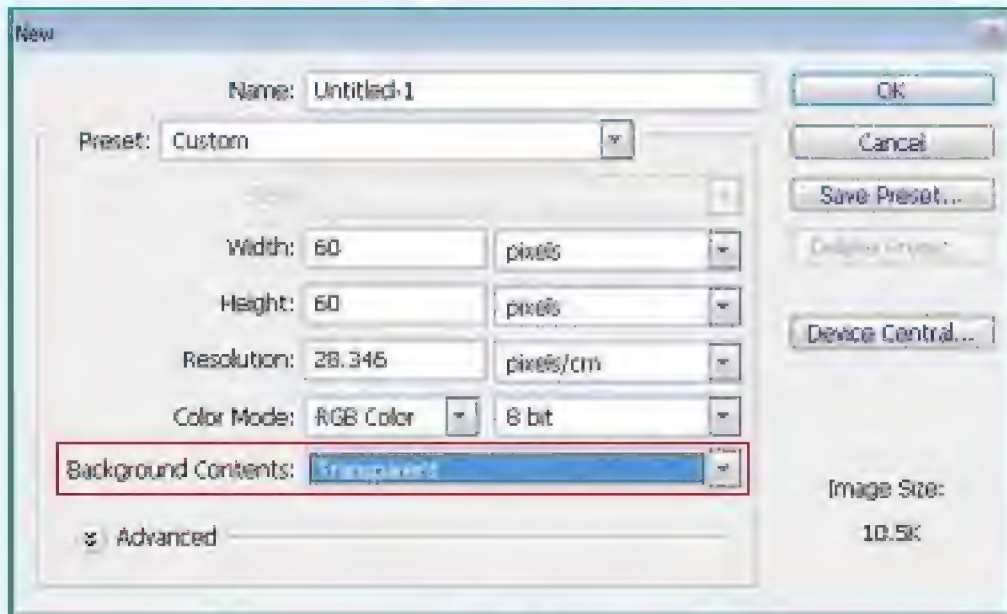 New
Name: Untitled-1
OK
Preset: Custom
Cancel
Save Preset...
Width: 60 pixels
Height: 60 pixels
Device Central...
Resolution: 28.346 pixels/cm
Color Mode: RGB Color 8 bit
Background Contents: Transparent
Image Size:
10.5K
Advanced